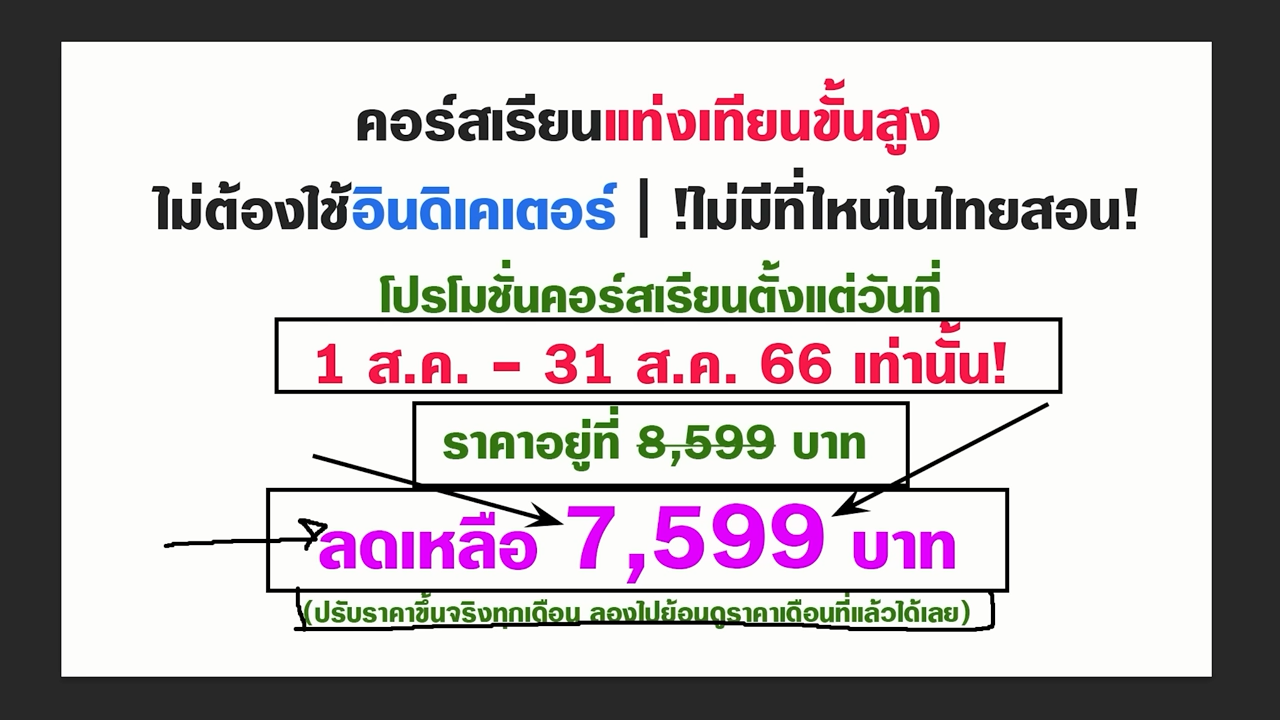 คอร์สเรียนแท่งเทียนขั้นสูง
ไม่ต้องใช้อินดิเคเตอร์ | !ไม่มีที่ไหนในไทยสอน!
โปรโมชั่นคอร์สเรียนตั้งแต่วันที่
1 ส.ค. - 31 ส.ค. 66 เท่านั้น!
ราคาอยู่ที่ 8,599 บาท
ลดเหลือ 7,599 บาท
(ปรับราคาขึ้นจริงทุกเดือน ลองไปย้อนดูราคาเดือนที่แล้วได้เลย)